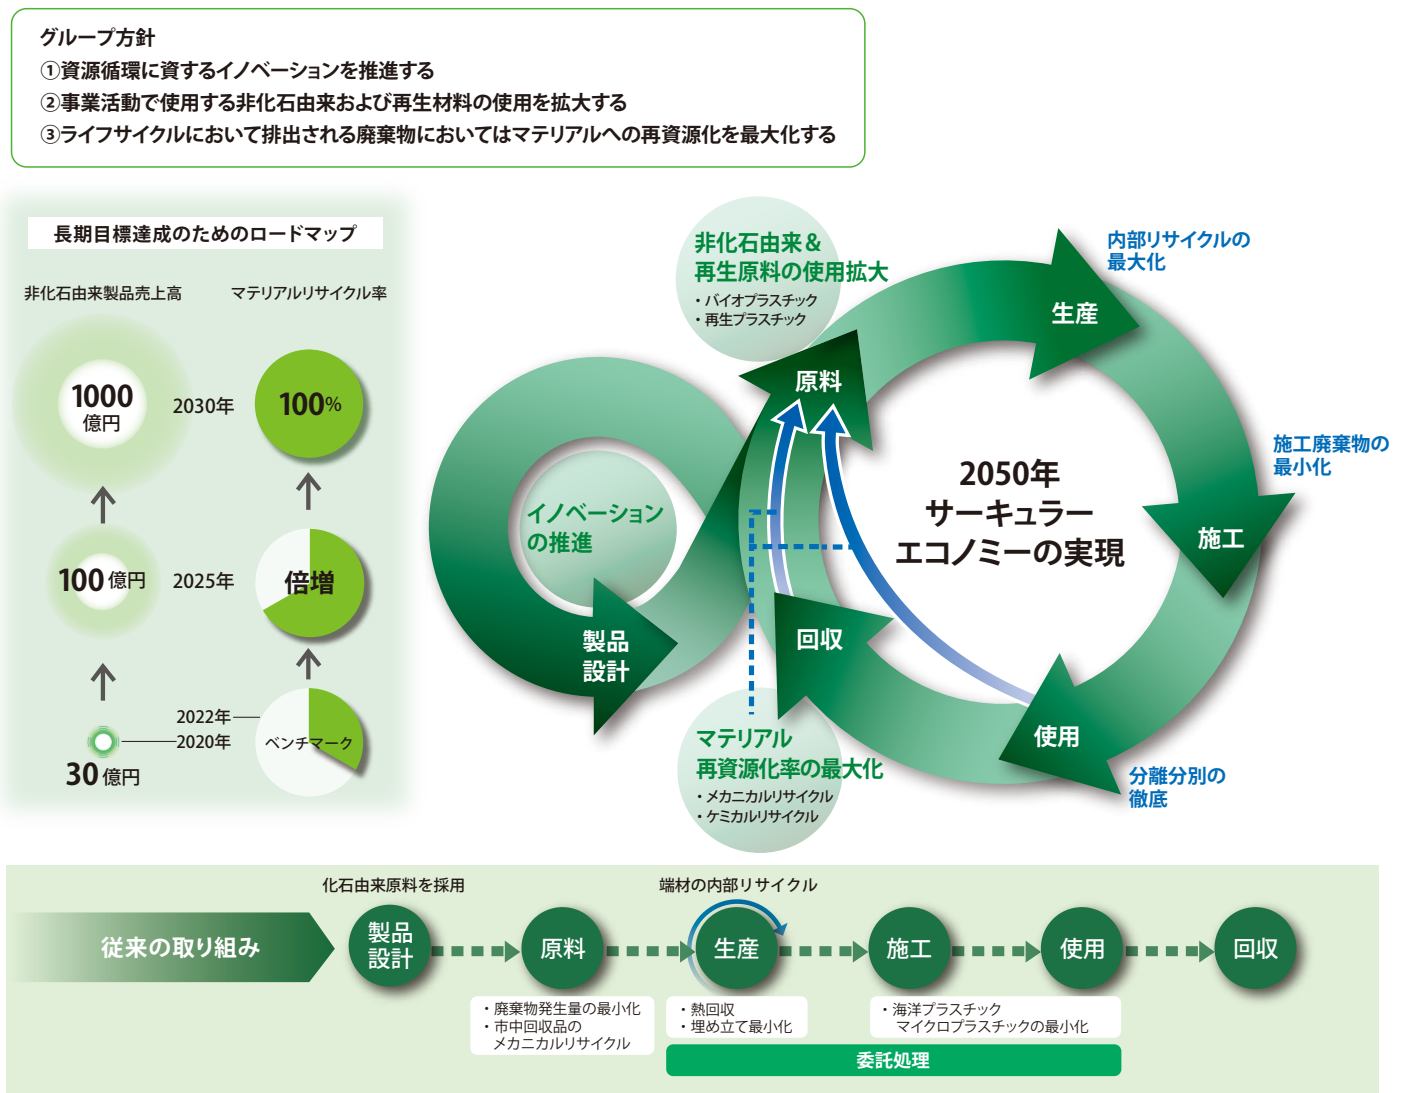 グループ方針
①資源循環に資するイノベーションを推進する
②事業活動で使用する非化石由来および再生材料の使用を拡大する
③ライフサイクルにおいて排出される廃棄物においてはマテリアルへの再資源化を最大化する
長期目標達成のためのロードマップ
非化石由来製品売上高
マテリアルリサイクル率
1000
億円
2030年
100%
100億円
2025年
倍増
2022年
2020年
ベンチマーク
30億円
非化石由来＆
再生原料の使用拡大
・バイオプラスチック
・再生プラスチック
内部リサイクルの
最大化
生産
原料
施工廃棄物の
最小化
2050年
サーキュラー
エコノミーの実現
イノベーション
の推進
施工
製品
設計
回収
使用
マテリアル
再資源化率の最大化
・メカニカルリサイクル
・ケミカルリサイクル
分離分別の
徹底
従来の取り組み
化石由来原料を採用
製品
設計
原料
・廃棄物発生量の最小化
・市中回収品の
メカニカルリサイクル
端材の内部リサイクル
生産
・熱回収
・埋め立て最小化
施工
使用
・海洋プラスチック
マイクロプラスチックの最小化
委託処理
回収